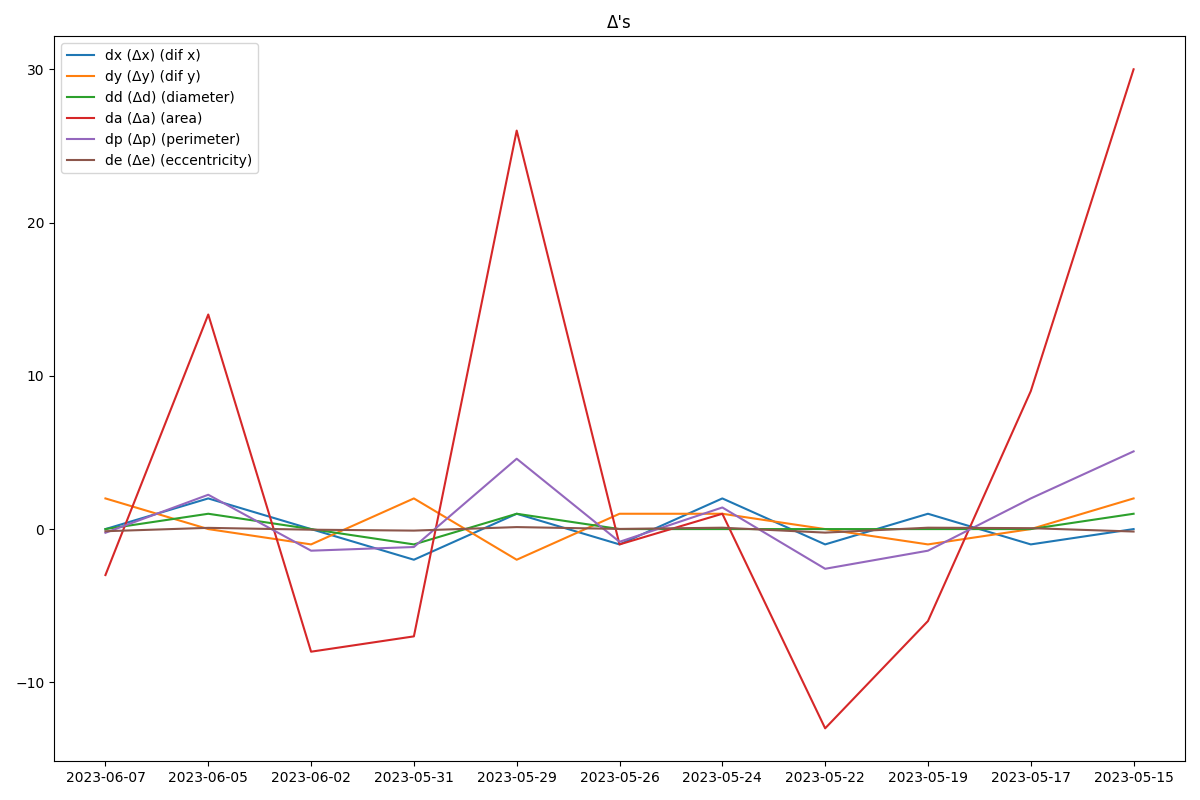 Δ's
dx (Δx) (dif x)
dy (Δy) (dif y)
dd (Δd) (diameter)
da (Δa) (area)
dp (Δp) (perimeter)
de (Δe) (eccentricity)
30
20
10
0
−10
2023-06-07 2023-06-05 2023-06-02 2023-05-31 2023-05-29 2023-05-26 2023-05-24 2023-05-22 2023-05-19 2023-05-17 2023-05-15